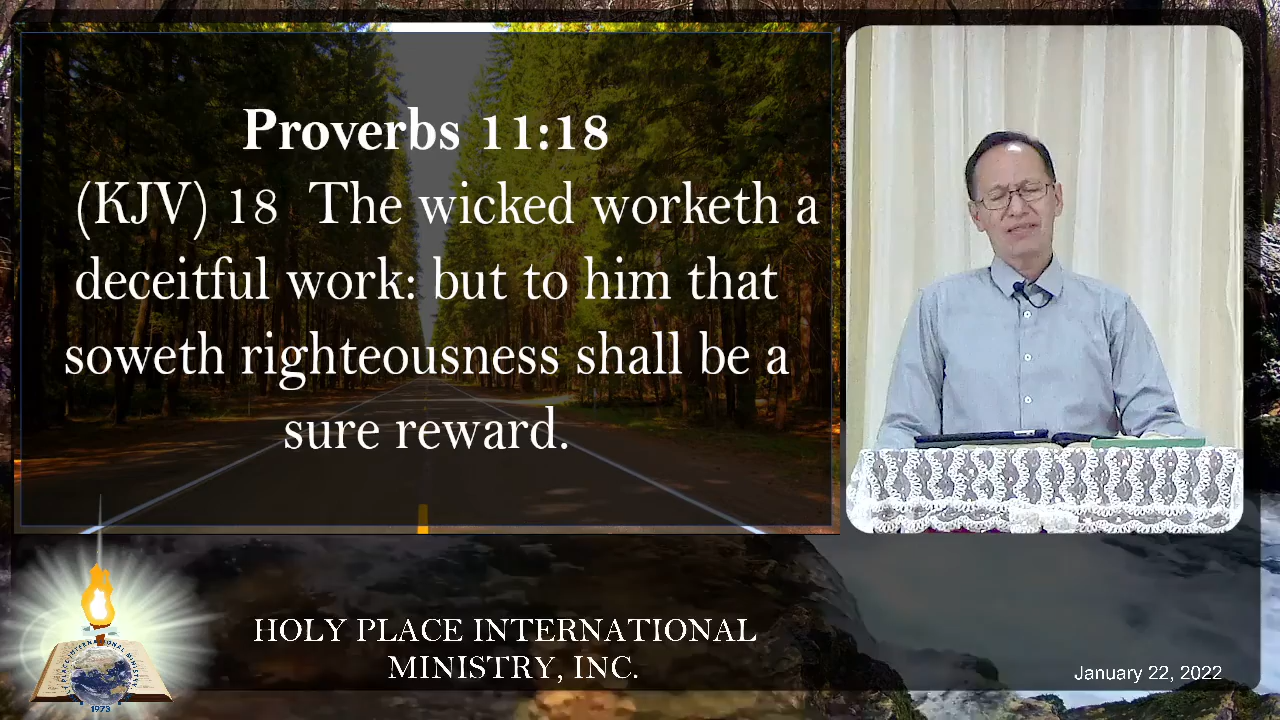 Proverbs 11:18
(KJV) 18 The wicked worketh a
deceitful work: but to him that
soweth righteousness shall be a
sure reward.
HOLY PLACE INTERNATIONAL
MINISTRY, INC.
January 22, 2022
1973